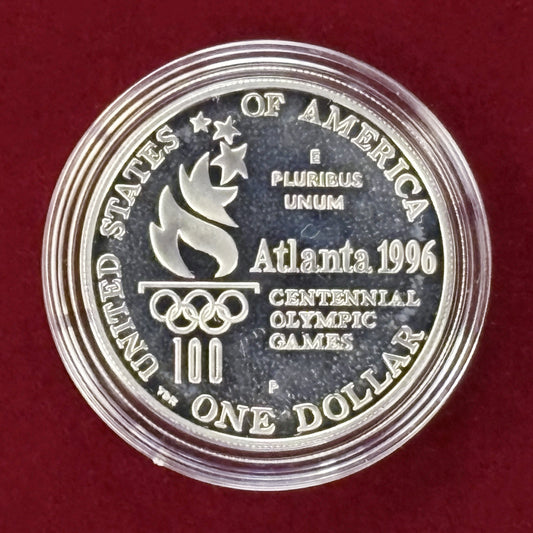 UNITED STATES OF AMERICA
E
PLURIBUS
UNUM
Atlanta 1996
CENTENNIAL
OLYMPIC
GAMES
100
P
ONE DOLLAR